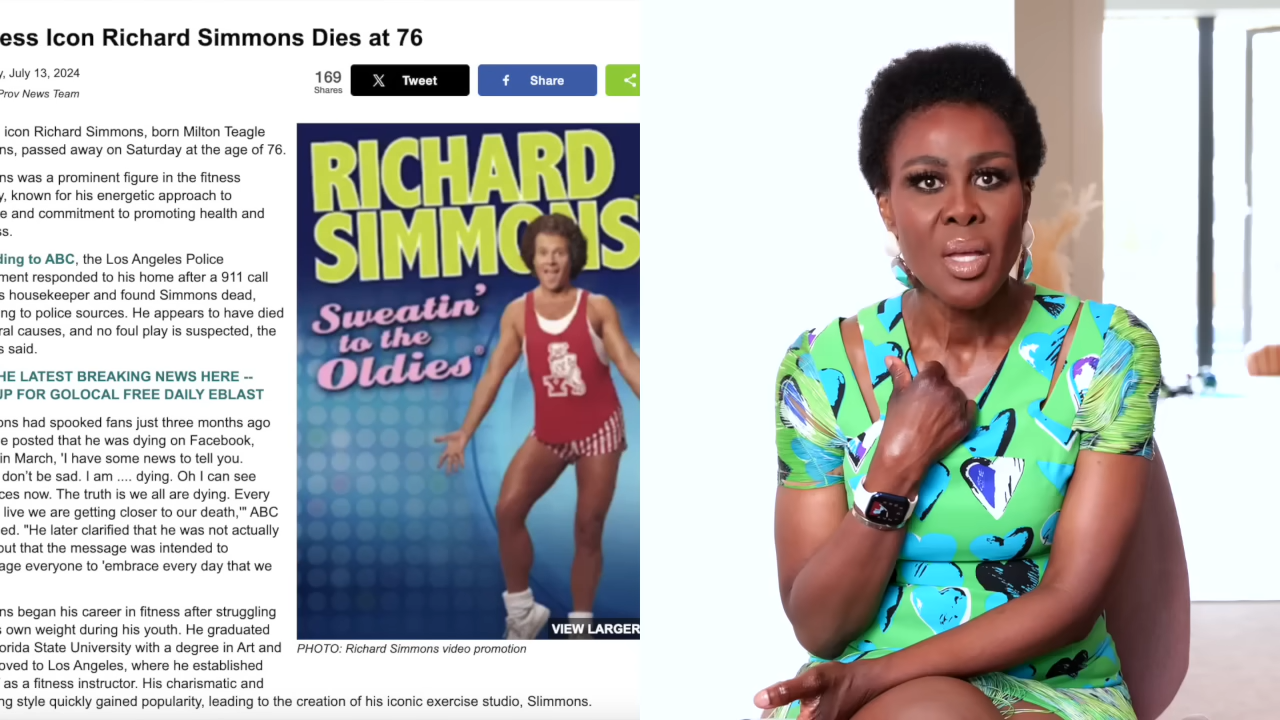 ess Icon Richard Simmons Dies at 76
y, July 13, 2024
Prov News Team
169
Shares
Tweet
Share
icon Richard Simmons, born Milton Teagle
ns, passed away on Saturday at the age of 76.
ns was a prominent figure in the fitness
y, known for his energetic approach to
e and commitment to promoting health and
ss.
ding to ABC, the Los Angeles Police
ment responded to his home after a 911 call
s housekeeper and found Simmons dead,
ng to police sources. He appears to have died
ral causes, and no foul play is suspected, the
s said.
HE LATEST BREAKING NEWS HERE --
UP FOR GOLOCAL FREE DAILY EBLAST
ons had spooked fans just three months ago
e posted that he was dying on Facebook,
in March, 'I have some news to tell you.
don't be sad. I am .... dying. Oh I can see
ces now. The truth is we all are dying. Every
live we are getting closer to our death,'" ABC
ed. "He later clarified that he was not actually
out that the message was intended to
age everyone to 'embrace every day that we
ns began his career in fitness after struggling
s own weight during his youth. He graduated
orida State University with a degree in Art and
oved to Los Angeles, where he established
as a fitness instructor. His charismatic and
ng style quickly gained popularity, leading to the creation of his iconic exercise studio, Slimmons.
RICHARD
SIMMONS
Sweatin'
to the
Oldies®
YS
VIEW LARGER
PHOTO: Richard Simmons video promotion